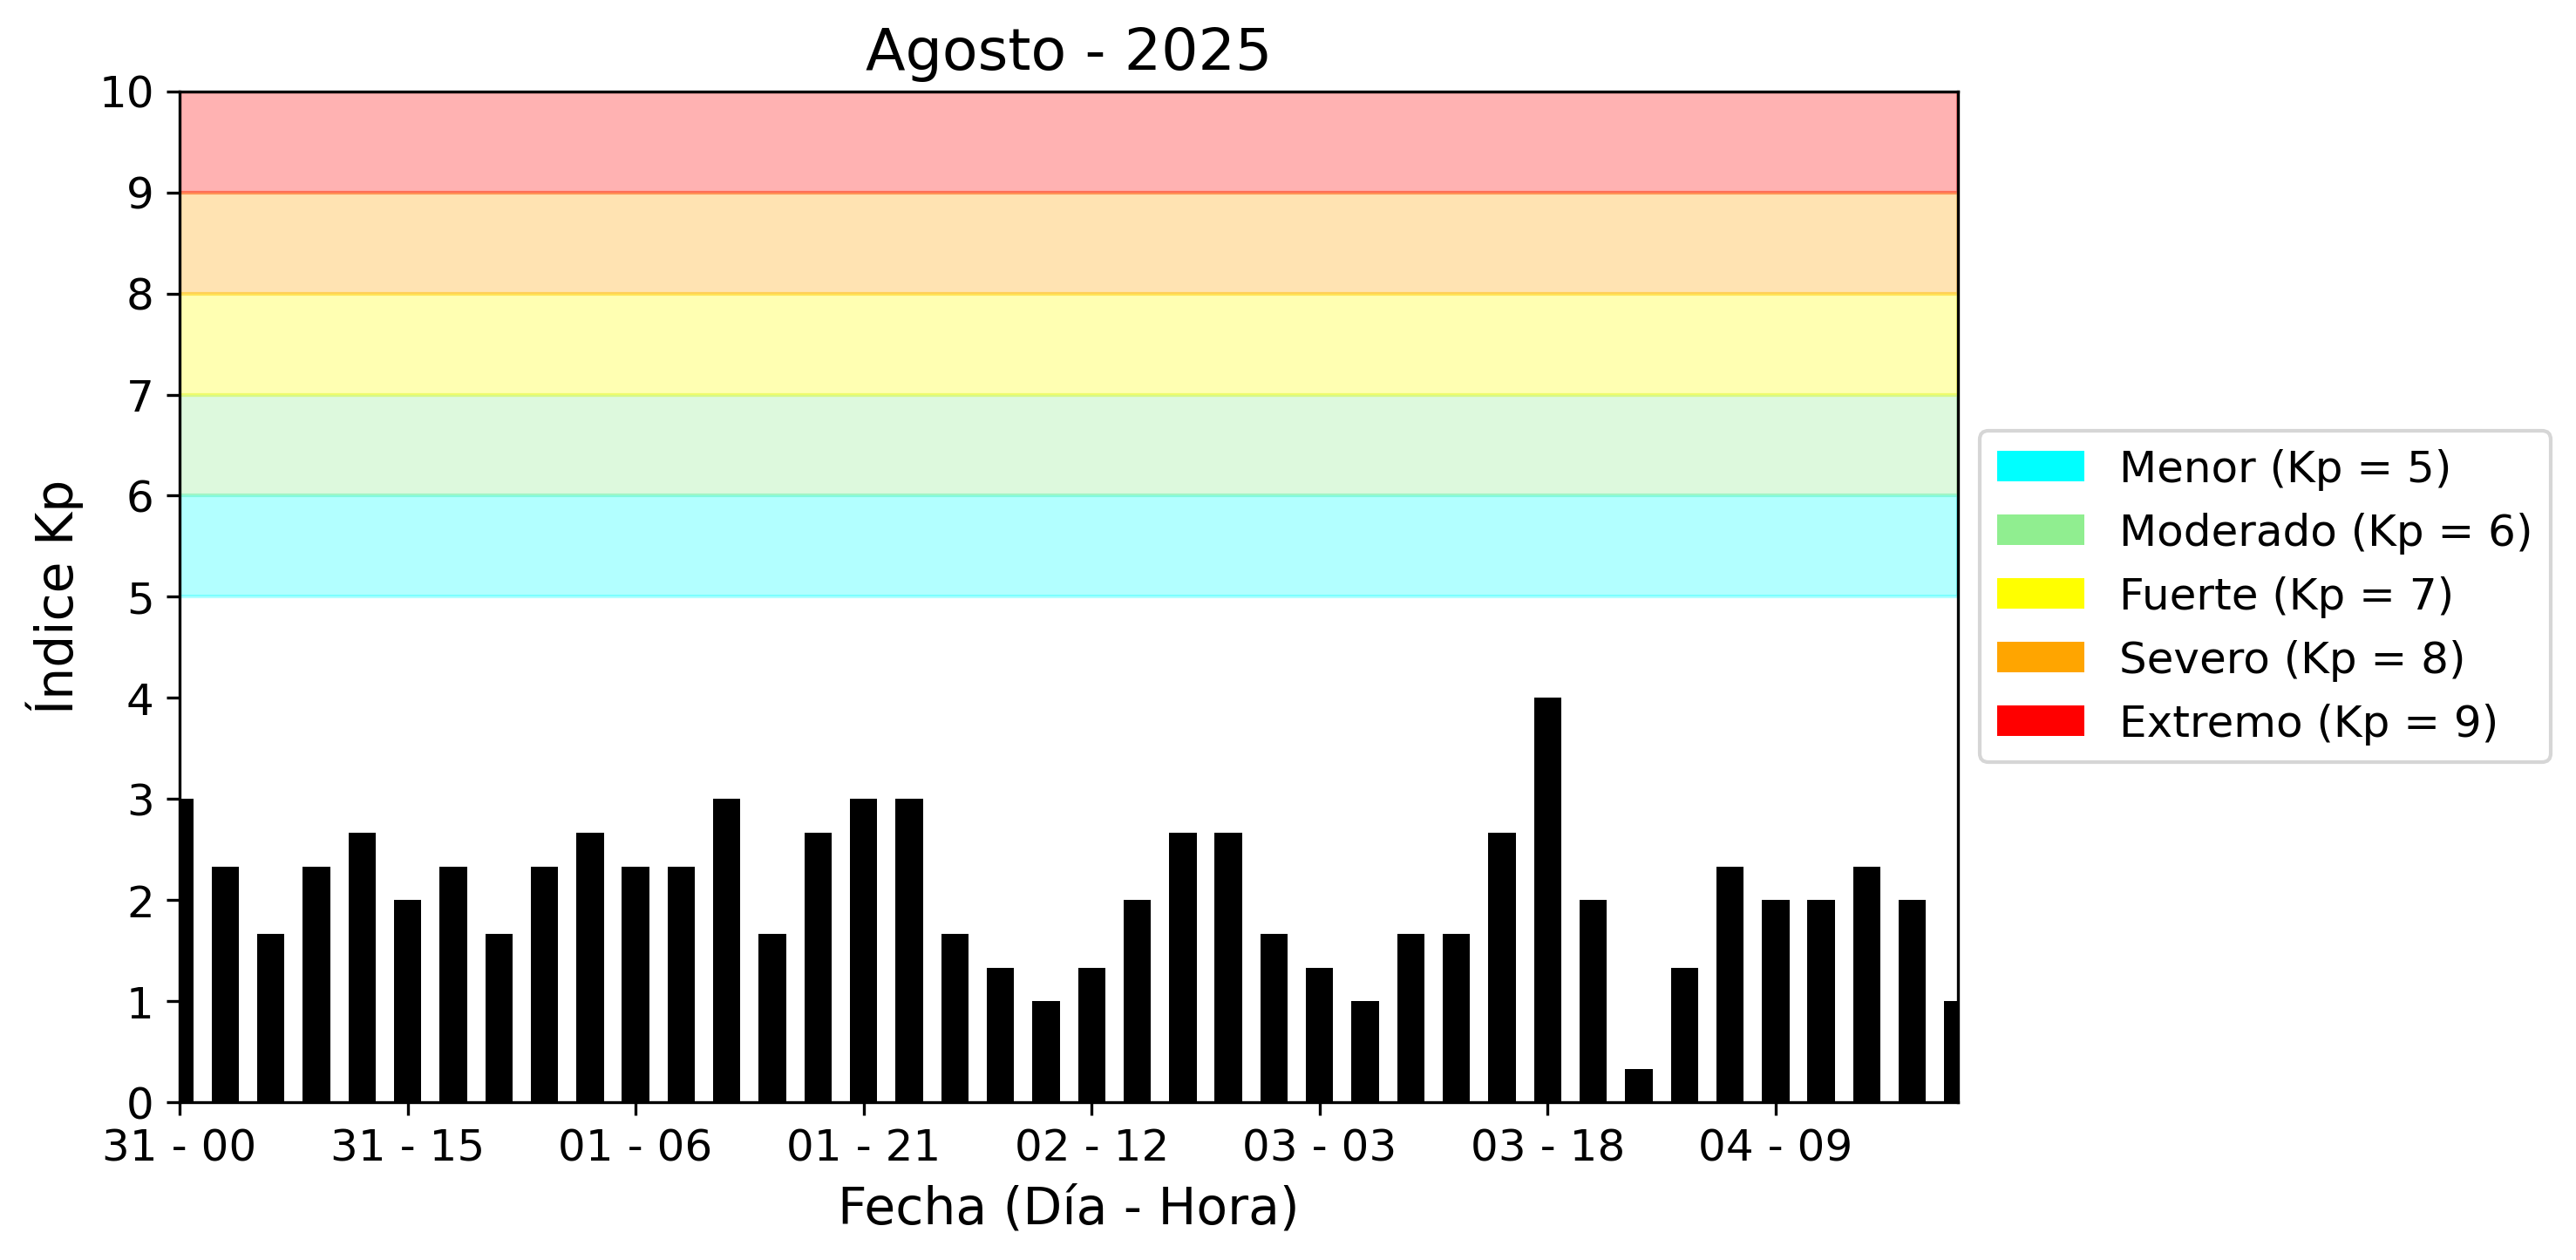 Agosto - 2025
10
9
8
7
6
5
4
3
2
1
0
Índice Kp
31 - 00
31 - 15
01 - 06
01 - 21
02 - 12
03 - 03
03 - 18
04 - 09
Fecha (Día - Hora)
Menor (Kp = 5)
Moderado (Kp = 6)
Fuerte (Kp = 7)
Severo (Kp = 8)
Extremo (Kp = 9)